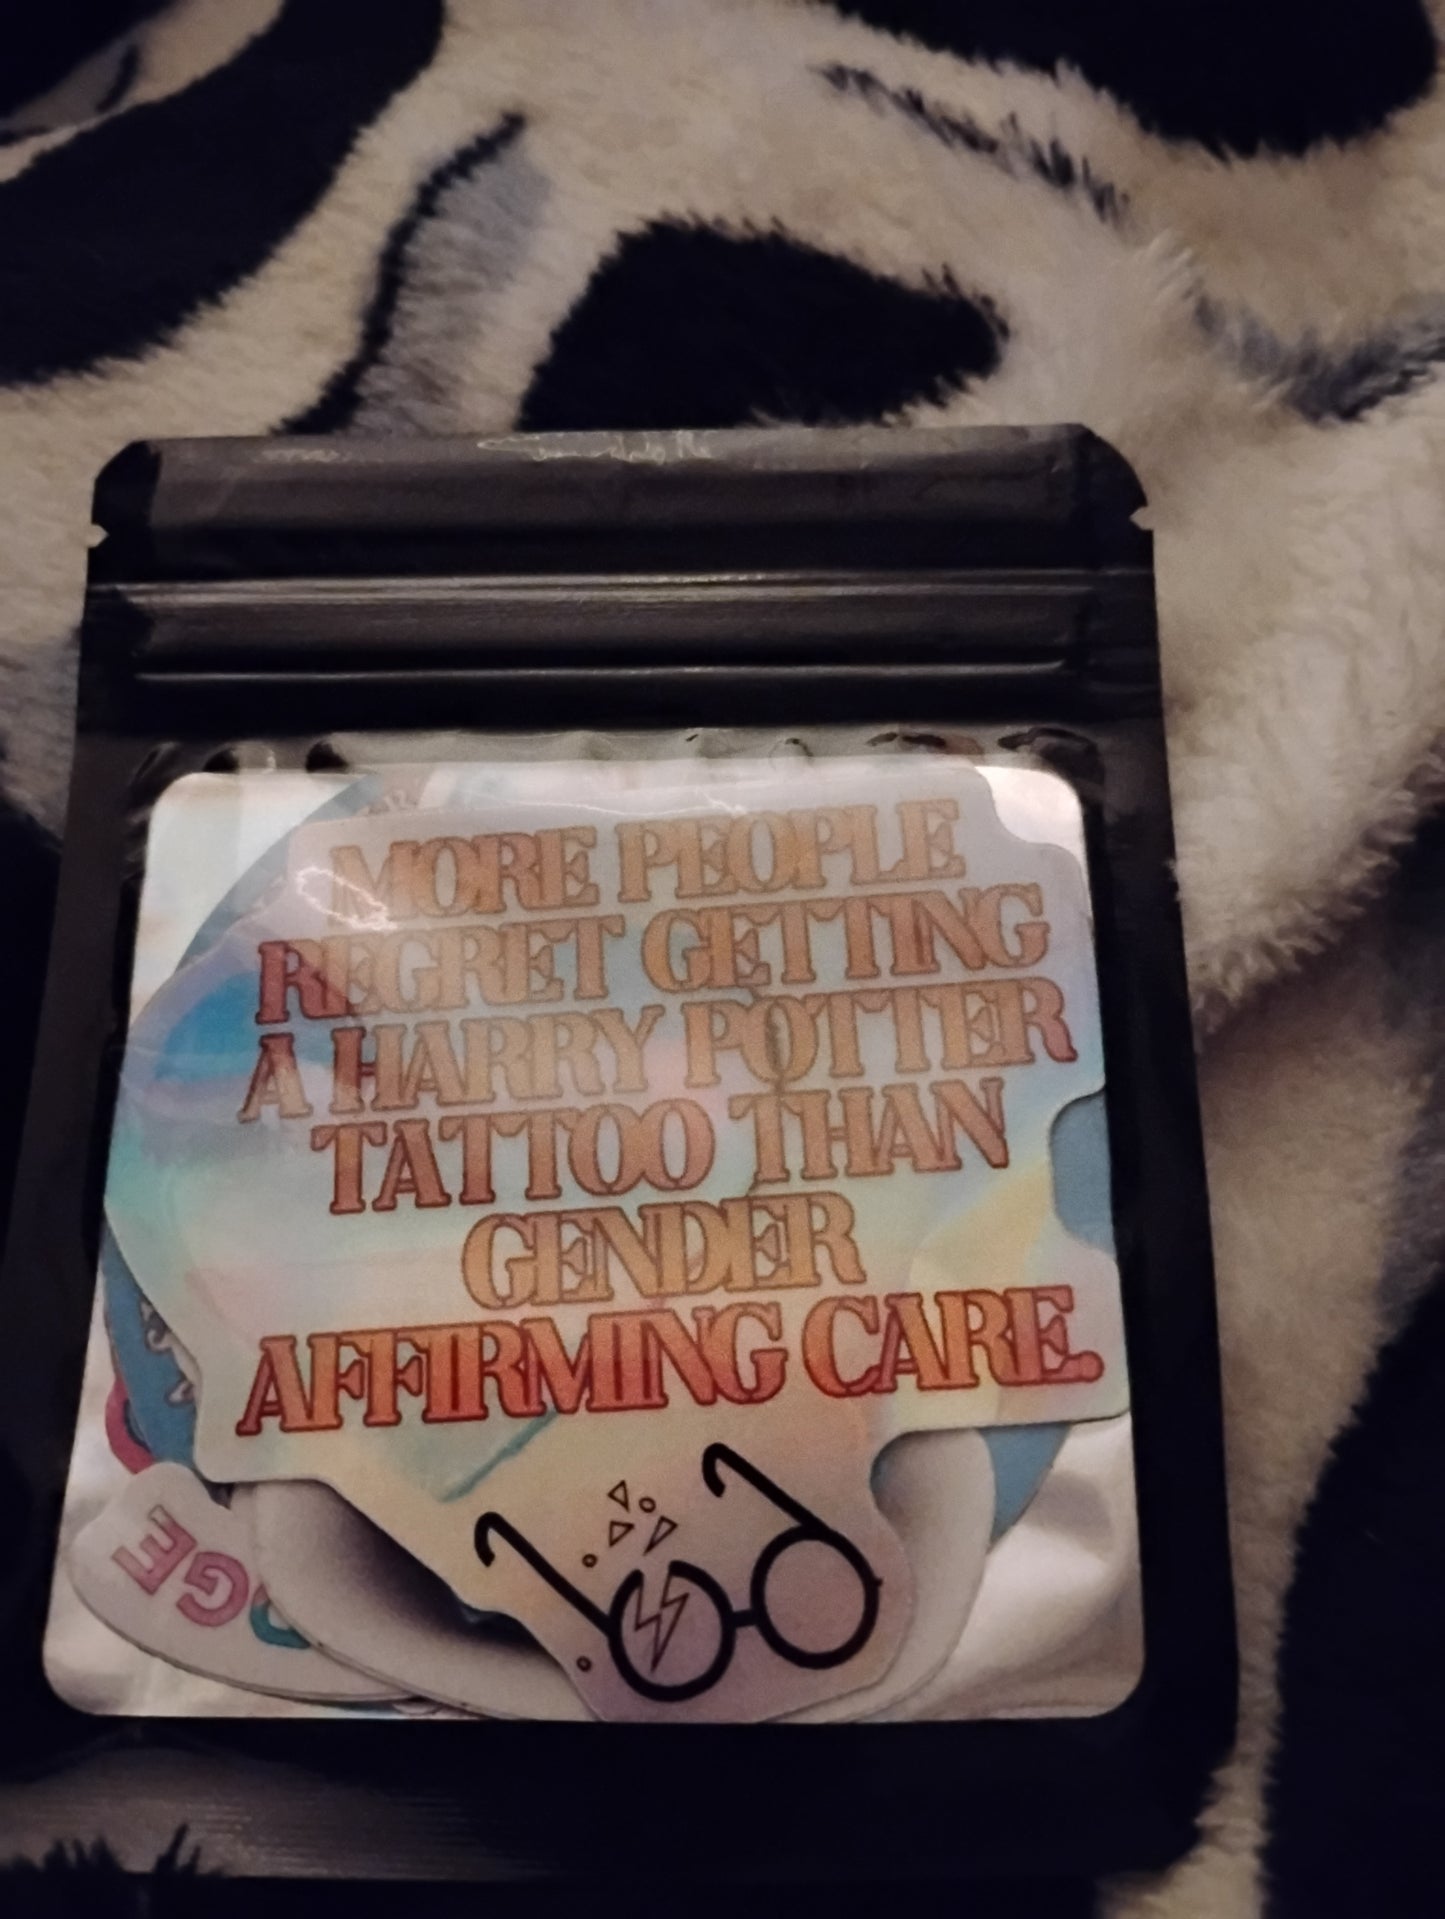 MORE PEOPLE
REGRET GETTING
A HARRY POTTER
TATTOO THAN
GENDER
AFFIRMING CARE.